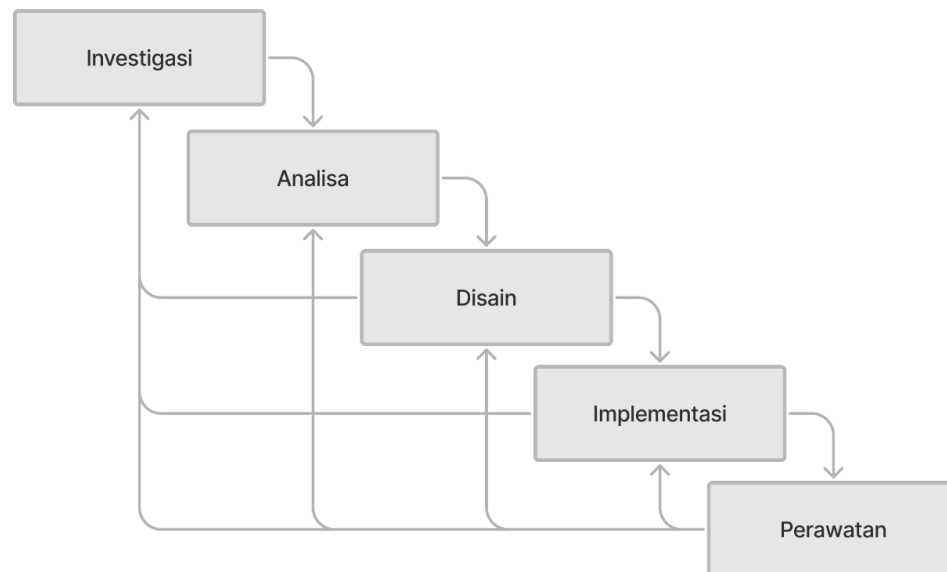 Investigasi
Analisa
Disain
Implementasi
Perawatan